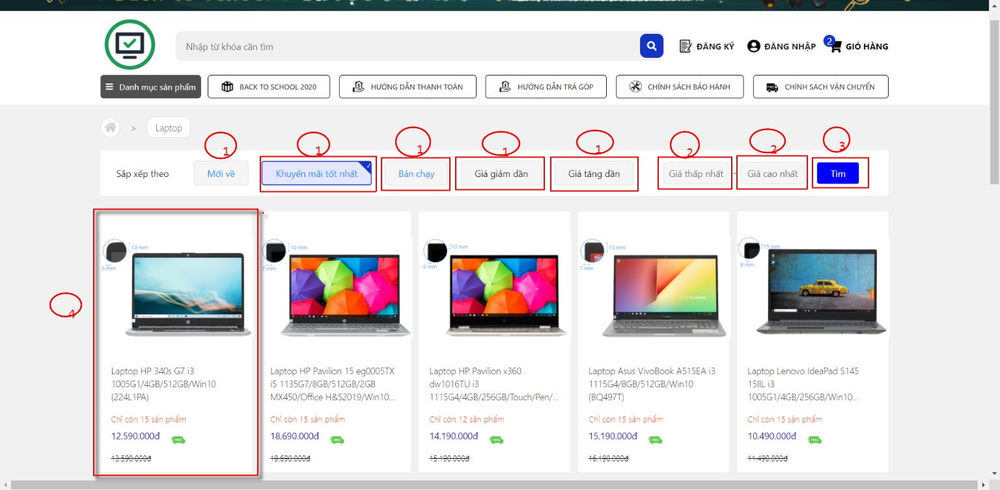 Nhập từ khóa cần tìm
ĐĂNG KÝ
ĐĂNG NHẬP
2
GIỎ HÀNG
Danh mục sản phẩm
BACK TO SCHOOL 2020
HƯỚNG DẪN THANH TOÁN
HƯỚNG DẪN TRẢ GÓP
CHÍNH SÁCH BẢO HÀNH
CHÍNH SÁCH VẬN CHUYỂN
>
Laptop
1
1
1
1
1
2
2
3
Sắp xếp theo
Mới về
Khuyến mãi tốt nhất
Bán chạy
Giá giảm dần
Giá tăng dần
Giá thấp nhất
-
Giá cao nhất
Tìm
4
13 mm
6 mm
10 mm
7 mm
10 mm
6 mm
13 mm
7 mm
15 mm
8 mm
Laptop HP 340s G7 i3
1005G1/4GB/512GB/Win10
(224L1PA)
Chỉ còn 15 sản phẩm
12.590.000đ
FREE
13.590.000đ
Laptop HP Pavilion 15 eg0005TX
i5 1135G7/8GB/512GB/2GB
MX450/Office H&S2019/Win10...
Chỉ còn 15 sản phẩm
18.690.000đ
FREE
19.690.000đ
Laptop HP Pavilion x360
dw1016TU i3
1115G4/4GB/256GB/Touch/Pen/...
Chỉ còn 12 sản phẩm
14.190.000đ
FREE
15.190.000đ
Laptop Asus VivoBook A515EA i3
1115G4/8GB/512GB/Win10
(BQ497T)
Chỉ còn 15 sản phẩm
15.190.000đ
FREE
16.190.000đ
Laptop Lenovo IdeaPad S145
15IIL i3
1005G1/4GB/256GB/Win10...
Chỉ còn 15 sản phẩm
10.490.000đ
FREE
11.490.000đ